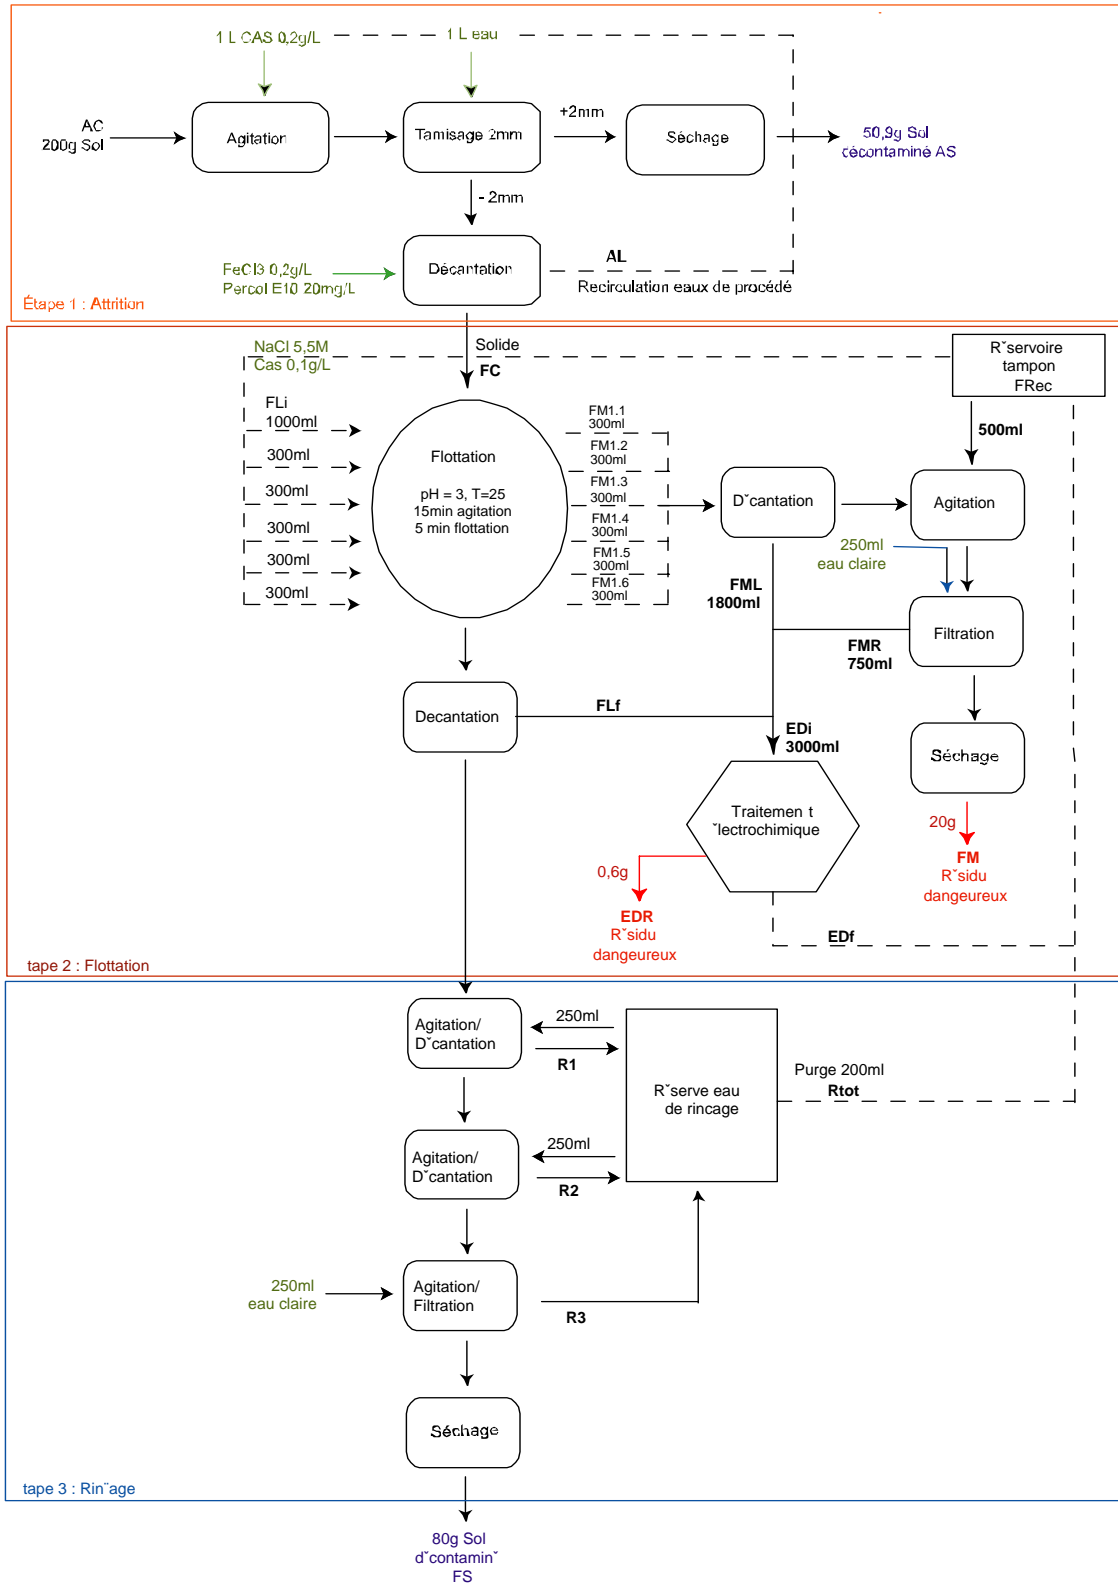 1 L CAS 0,2g/L
1 L eau
AC
200g Sol
Agitation
Tamisage 2mm
+2mm
Séchage
50,9g Sol
décontaminé AS
- 2mm
FeCl3 0,2g/L
Percol E10 20mg/L
Décantation
AL
Recirculation eaux de procédé
Étape 1 : Attrition
NaCl 5,5M
Cas 0,1g/L
Solide
FC
R˘servoire
tampon
FRec
FLi
1000ml
300ml
300ml
300ml
300ml
300ml
Flottation
pH = 3, T=25
15min agitation
5 min flottation
FM1.1
300ml
FM1.2
300ml
FM1.3
300ml
FM1.4
300ml
FM1.5
300ml
FM1.6
300ml
D˘cantation
500ml
Agitation
250ml
eau claire
FML
1800ml
Filtration
FMR
750ml
Decantation
FLf
EDi
3000ml
Séchage
Traitemen t
˘lectrochimique
20g
FM
R˘sidu
dangeureux
0,6g
EDR
R˘sidu
dangeureux
EDf
tape 2 : Flottation
Agitation/
D˘cantation
250ml
R1
R˘serve eau
de rincage
Purge 200ml
Rtot
Agitation/
D˘cantation
250ml
R2
250ml
eau claire
Agitation/
Filtration
R3
Séchage
tape 3 : Rin¨age
80g Sol
d˘contamin˘
FS